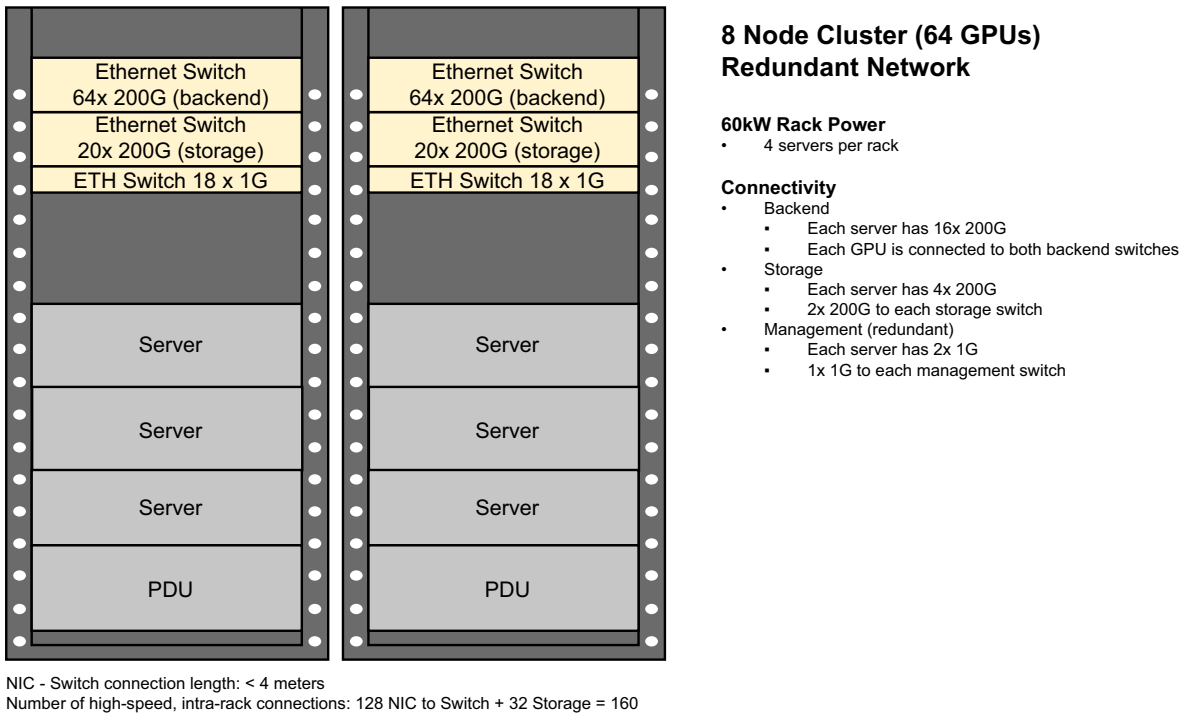 Ethernet Switch
64x 200G (backend)
Ethernet Switch
20x 200G (storage)
ETH Switch 18 x 1G
Server
Server
Server
PDU
Ethernet Switch
64x 200G (backend)
Ethernet Switch
20x 200G (storage)
ETH Switch 18 x 1G
Server
Server
Server
PDU
NIC - Switch connection length: < 4 meters
Number of high-speed, intra-rack connections: 128 NIC to Switch + 32 Storage = 160
8 Node Cluster (64 GPUs)
Redundant Network
60kW Rack Power
• 4 servers per rack
Connectivity
• Backend
▪ Each server has 16x 200G
▪ Each GPU is connected to both backend switches
• Storage
▪ Each server has 4x 200G
▪ 2x 200G to each storage switch
• Management (redundant)
▪ Each server has 2x 1G
▪ 1x 1G to each management switch